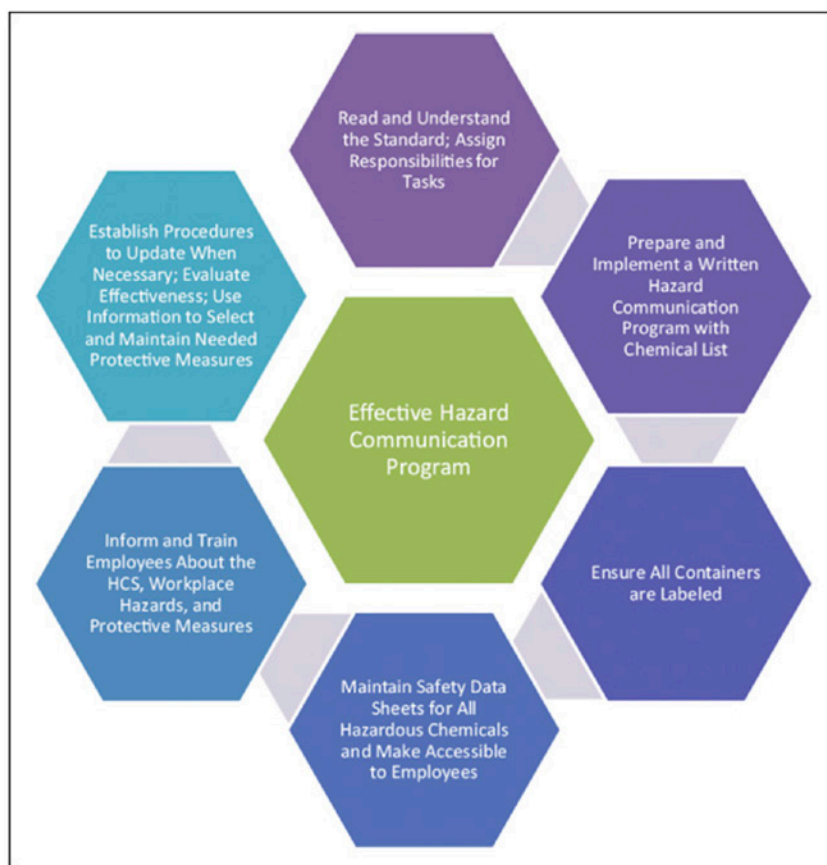 Read and Understand
the Standard; Assign
Responsibilities for
Tasks
Prepare and
Implement a Written
Hazard
Communication
Program with
Chemical List
Ensure All Containers
are Labeled
Maintain Safety Data
Sheets for All
Hazardous Chemicals
and Make Accessible
to Employees
Inform and Train
Employees About the
HCS, Workplace
Hazards, and
Protective Measures
Establish Procedures
to Update When
Necessary; Evaluate
Effectiveness; Use
Information to Select
and Maintain Needed
Protective Measures
Effective Hazard
Communication
Program